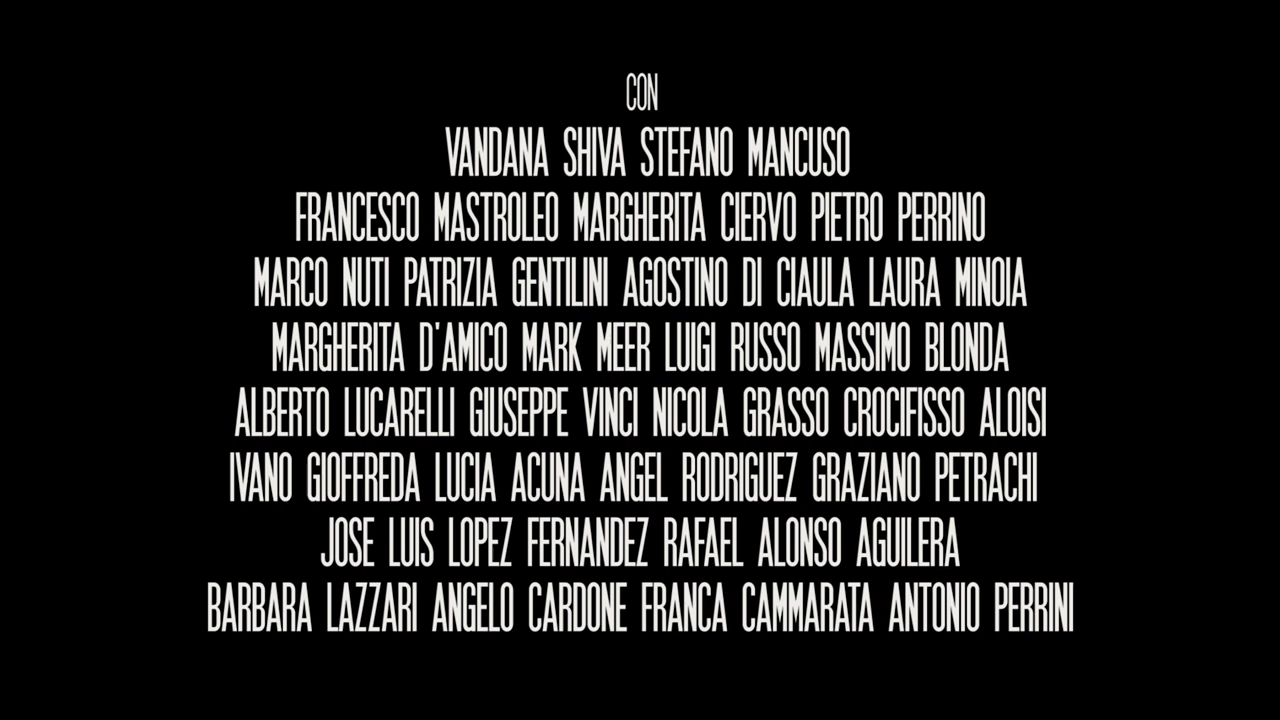 CON
VANDANA SHIVA STEFANO MANCUSO
FRANCESCO MASTROLEO MARGHERITA CIERVO PIETRO PERRINO
MARCO NUTI PATRIZIA GENTILINI AGOSTINO DI CIAULA LAURA MINOIA
MARGHERITA D'AMICO MARK MEER LUIGI RUSSO MASSIMO BLONDA
ALBERTO LUCARELLI GIUSEPPE VINCI NICOLA GRASSO CROCIFISSO ALOISI
IVANO GIOFFREDA LUCIA ACUNA ANGEL RODRIGUEZ GRAZIANO PETRACHI
JOSE LUIS LOPEZ FERNANDEZ RAFAEL ALONSO AGUILERA
BARBARA LAZZARI ANGELO CARDONE FRANCA CAMMARATA ANTONIO PERRINI